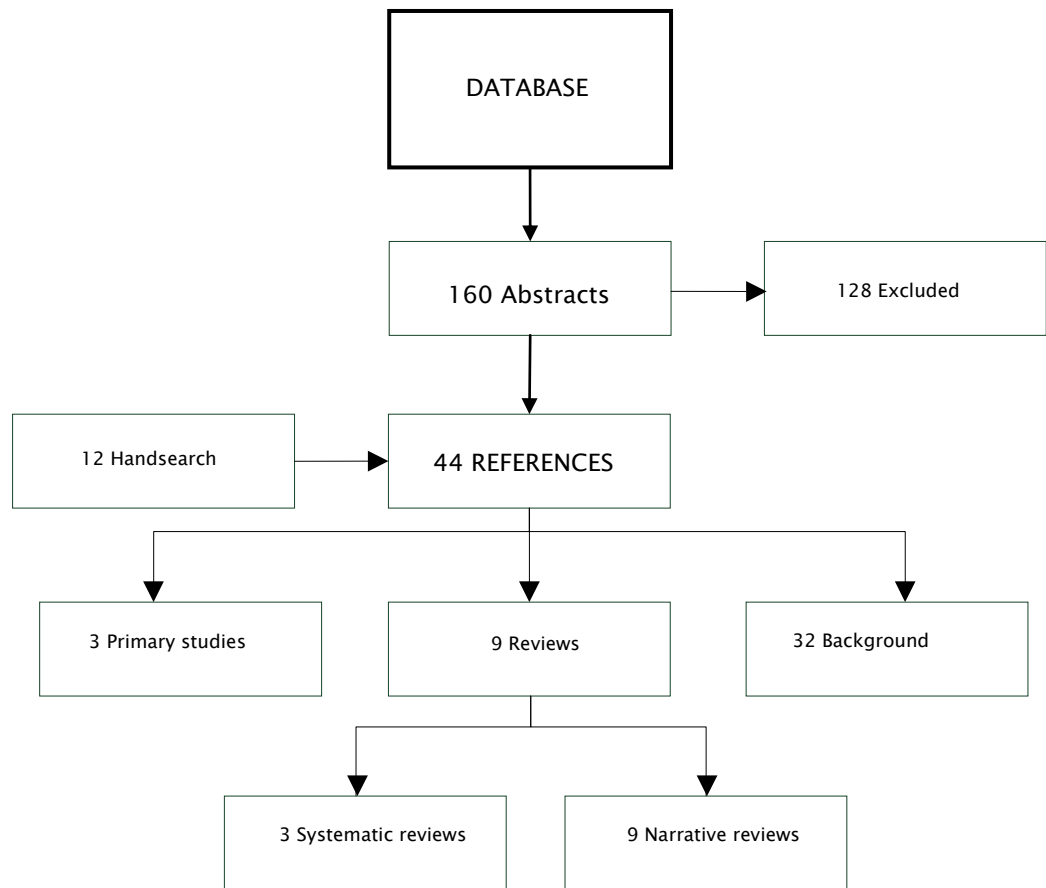 DATABASE
160 Abstracts
128 Excluded
12 Handsearch
44 REFERENCES
3 Primary studies
9 Reviews
32 Background
3 Systematic reviews
9 Narrative reviews